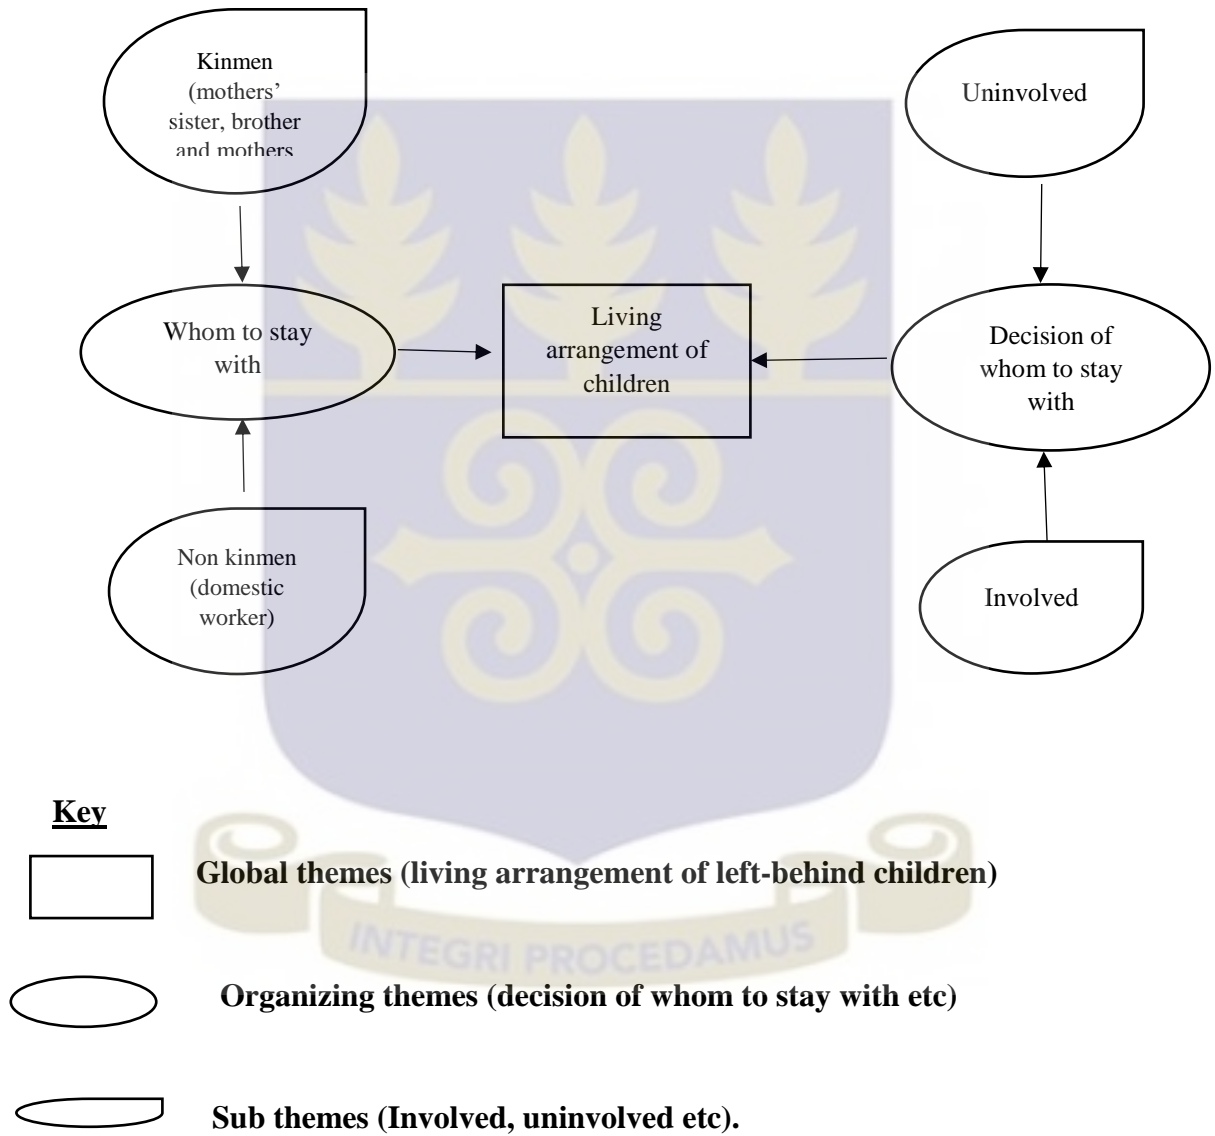 Kinmen
(mothers'
sister, brother
and mothers
Uninvolved
Whom to stay
with
Living
arrangement of
children
Decision of
whom to stay
with
Non kinmen
(domestic
worker)
Involved
Key
Global themes (living arrangement of left-behind children)
INTEGRI PROCEDAMUS
Organizing themes (decision of whom to stay with etc)
Sub themes (Involved, uninvolved etc).